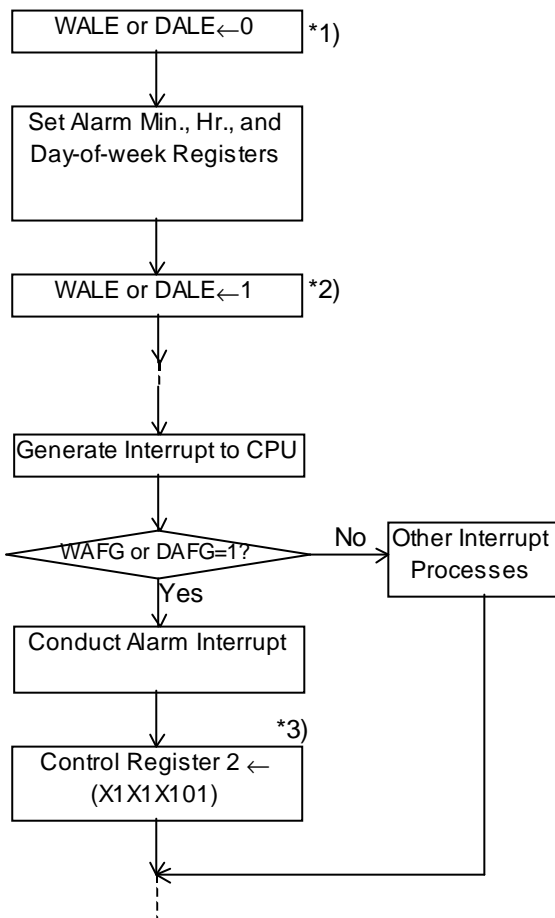 WALE or DALE←0
*1)
Set Alarm Min., Hr., and
Day-of-week Registers
WALE or DALE←1
*2)
Generate Interrupt to CPU
WAFG or DAFG=1?
No
Other Interrupt
Processes
Yes
Conduct Alarm Interrupt
*3)
Control Register 2 ←
(X1X1X101)